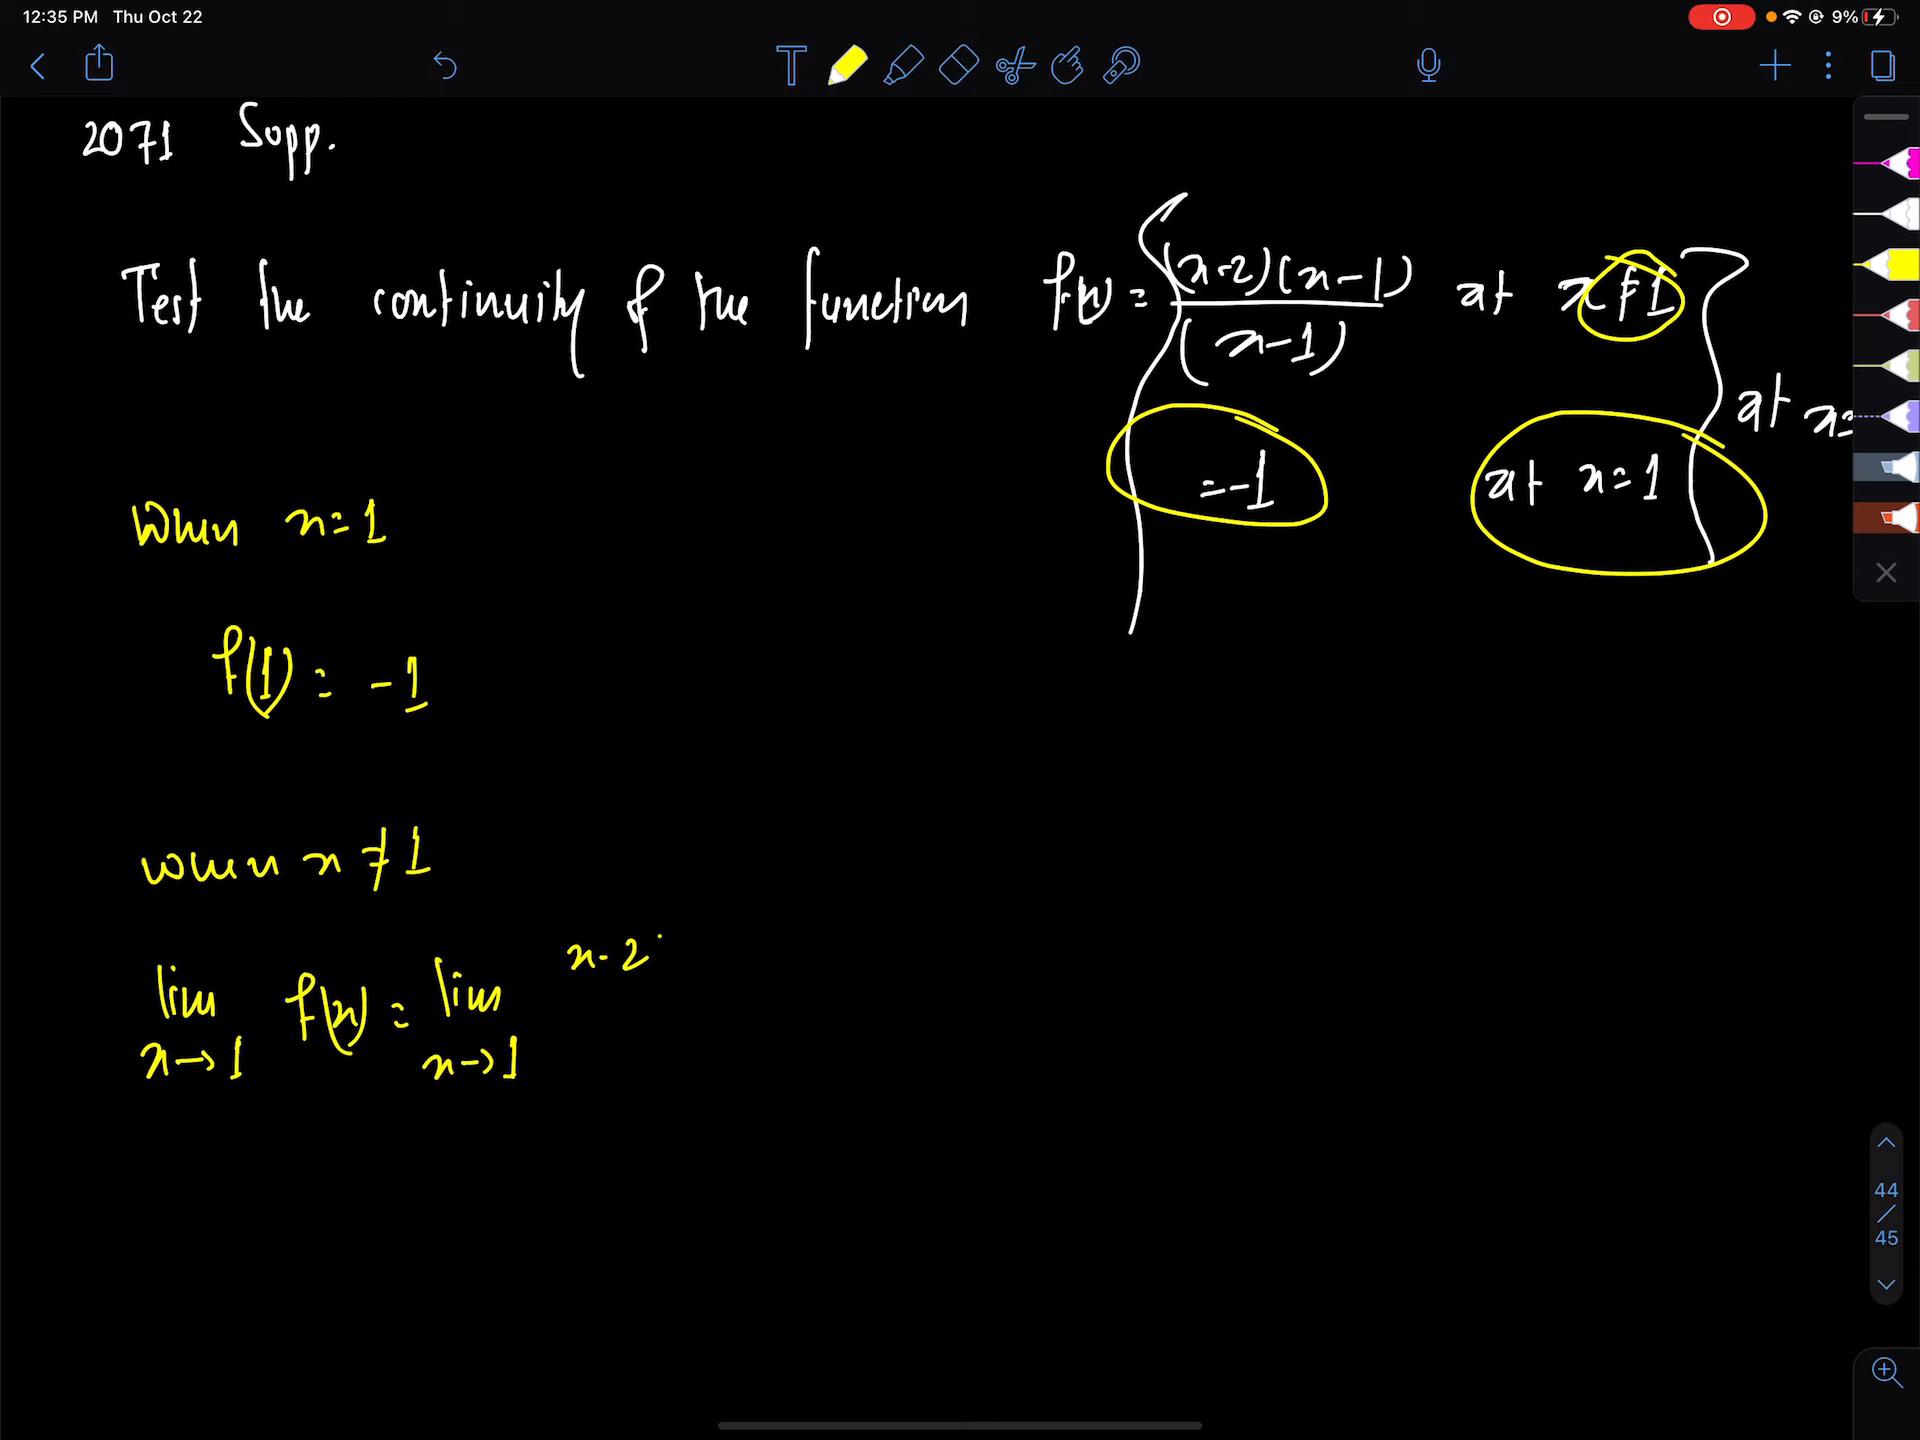 12:35 PM Thu Oct 22 9%
2071 Supp.
Test the continuity of the function f(x) = (x-2)(x-1) at x≠1
(x-1)
at x=
=-1 at x=1
When x=1
f(1) = -1
when x≠1
x-2
lim f(x) = lim
x→1 x→1
44
/
45